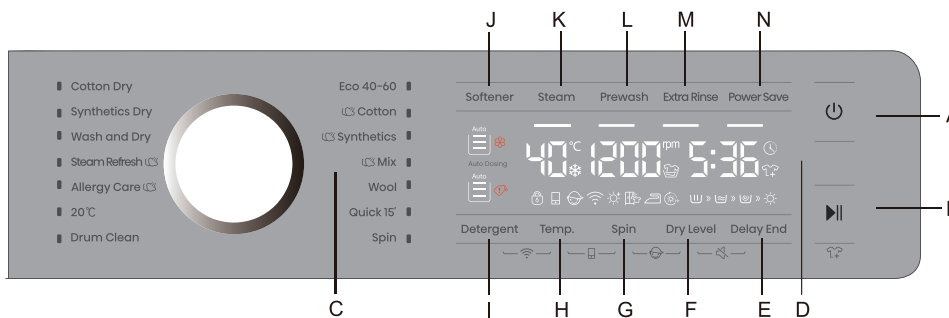 J K L M N
Cotton Dry
Synthetics Dry
Wash and Dry
Steam Refresh
Allergy Care
20℃
Drum Clean
Eco 40-60
Cotton
Synthetics
Mix
Wool
Quick 15'
Spin
Softener Steam Prewash Extra Rinse Power Save
Auto
Auto Dosing
Auto
40℃ 1200 rpm 5:36
Detergent Temp. Spin Dry Level Delay End
C I H G F E D